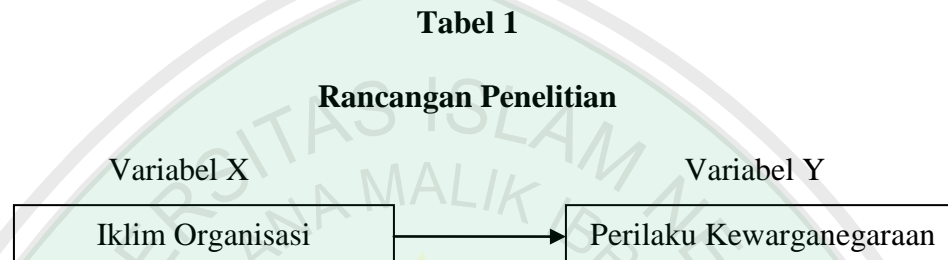 Tabel 1
Rancangan Penelitian
Variabel X Variabel Y
Iklim Organisasi Perilaku Kewarganegaraan